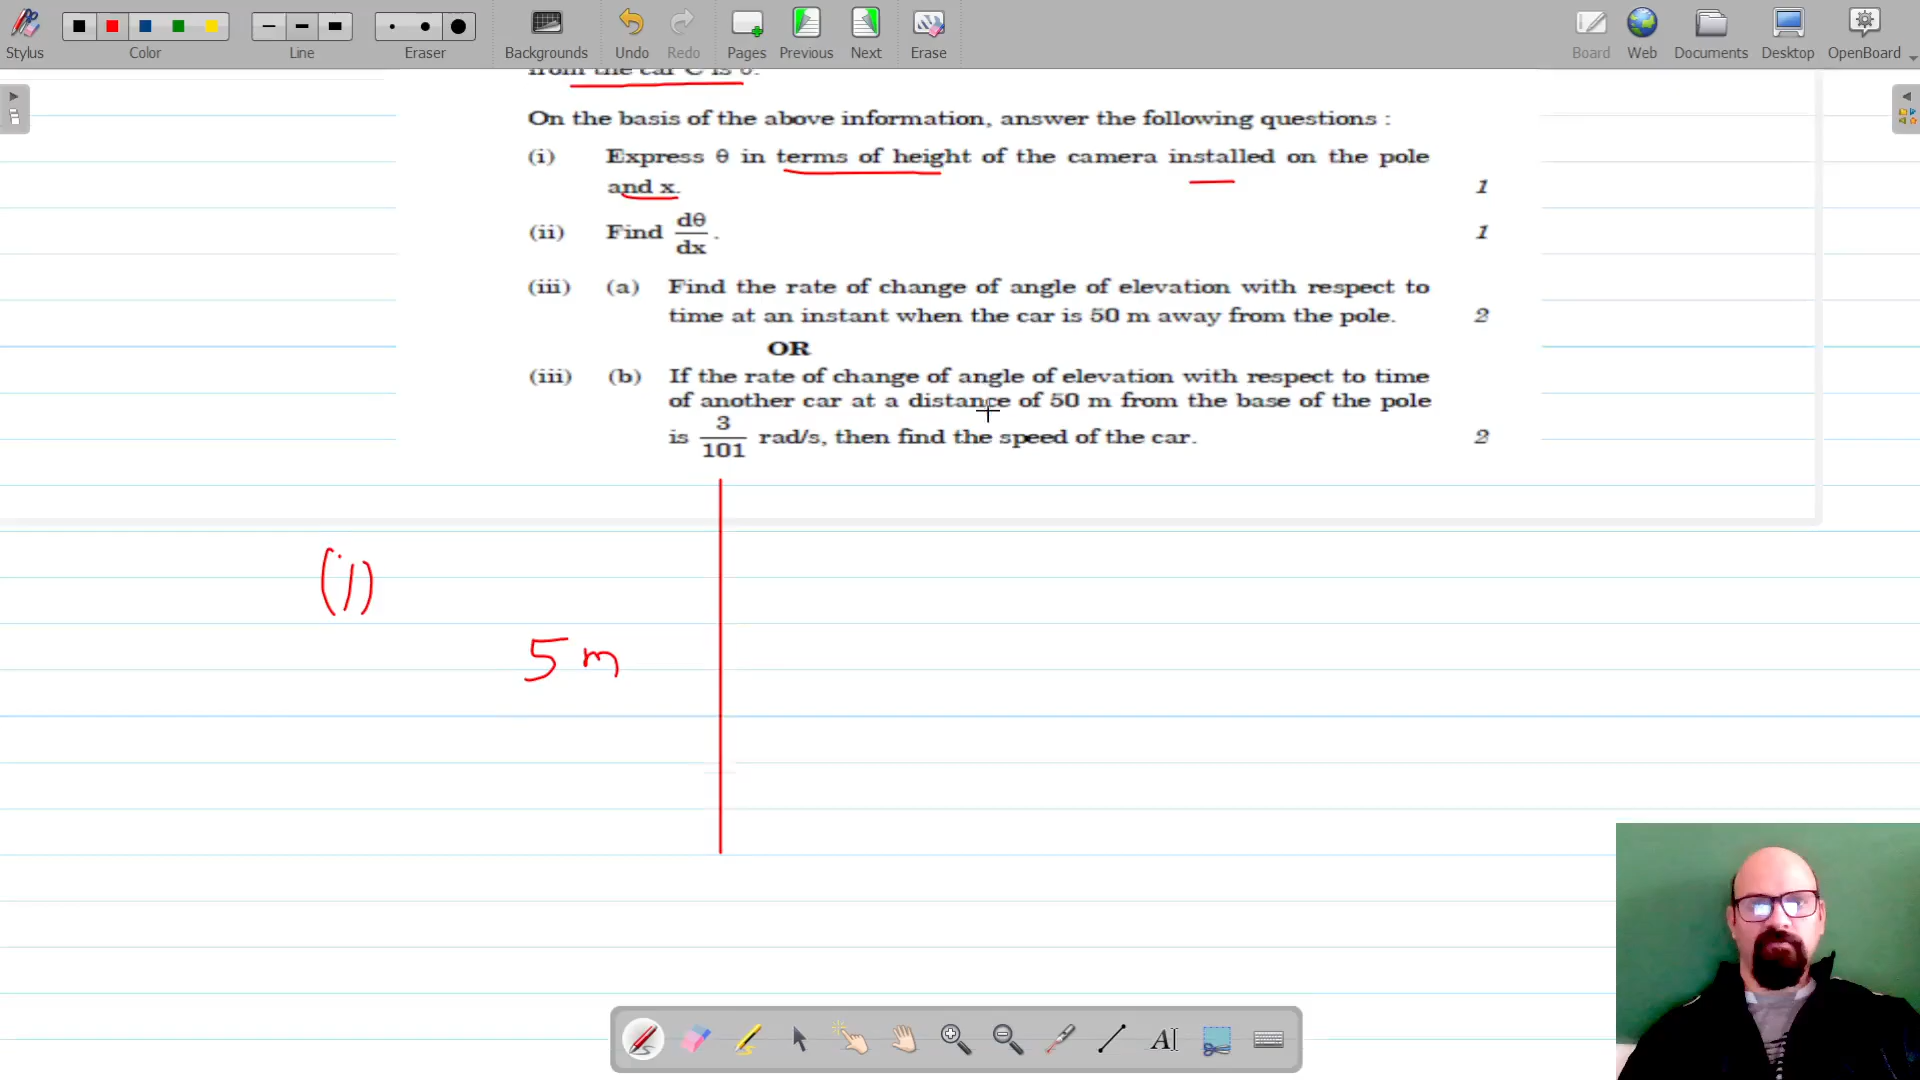 Stylus Color Line Eraser Backgrounds Undo Redo Pages Previous Next Erase Board Web Documents Desktop OpenBoard
from the car C is θ.
On the basis of the above information, answer the following questions :
(i) Express θ in terms of height of the camera installed on the pole
and x. 1
(ii) Find dθ/dx . 1
(iii) (a) Find the rate of change of angle of elevation with respect to
time at an instant when the car is 50 m away from the pole. 2
OR
(iii) (b) If the rate of change of angle of elevation with respect to time
of another car at a distance of 50 m from the base of the pole
is 3/101 rad/s, then find the speed of the car. 2
(i)
5 m